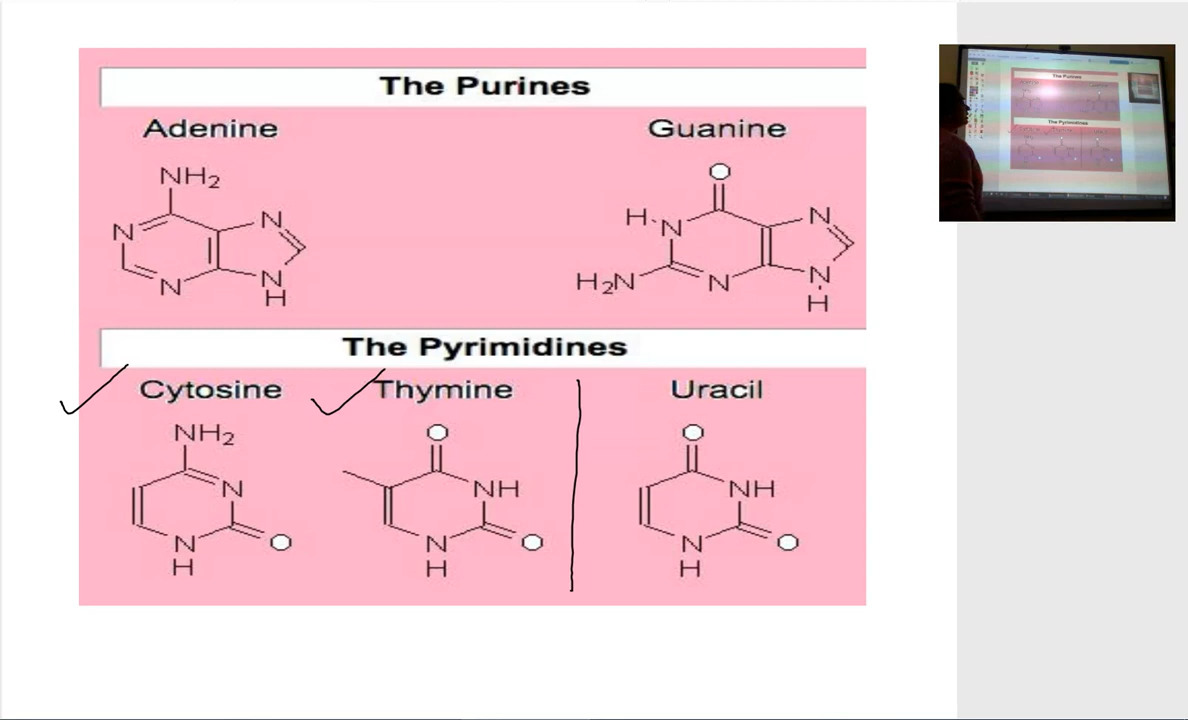 The Purines
Adenine Guanine
NH2 O
N N H N N
N N H H2N N N H
The Pyrimidines
Cytosine Thymine Uracil
NH2 O O
N NH NH
N H O N H O N H O